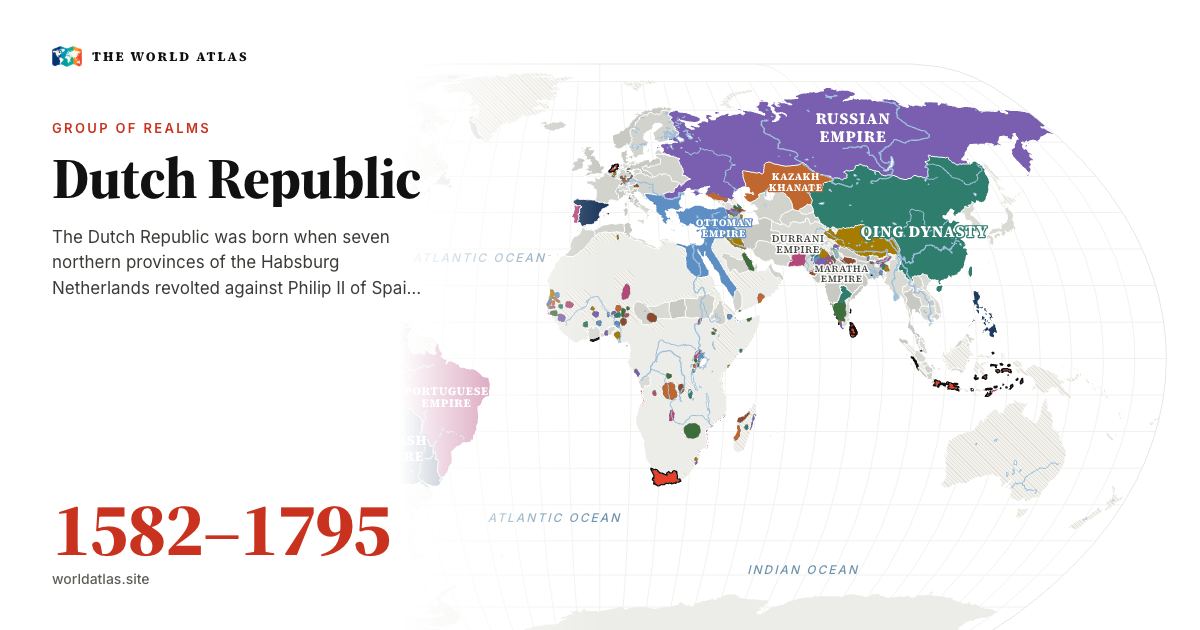 THE WORLD ATLAS
GROUP OF REALMS
Dutch Republic
The Dutch Republic was born when seven
northern provinces of the Habsburg
Netherlands revolted against Philip II of Spai...
1582–1795
worldatlas.site
RUSSIAN
EMPIRE
KAZAKH
KHANATE
OTTOMAN
EMPIRE
QING DYNASTY
DURRANI
EMPIRE
MARATHA
EMPIRE
ATLANTIC OCEAN
PORTUGUESE
EMPIRE
ATLANTIC OCEAN
INDIAN OCEAN